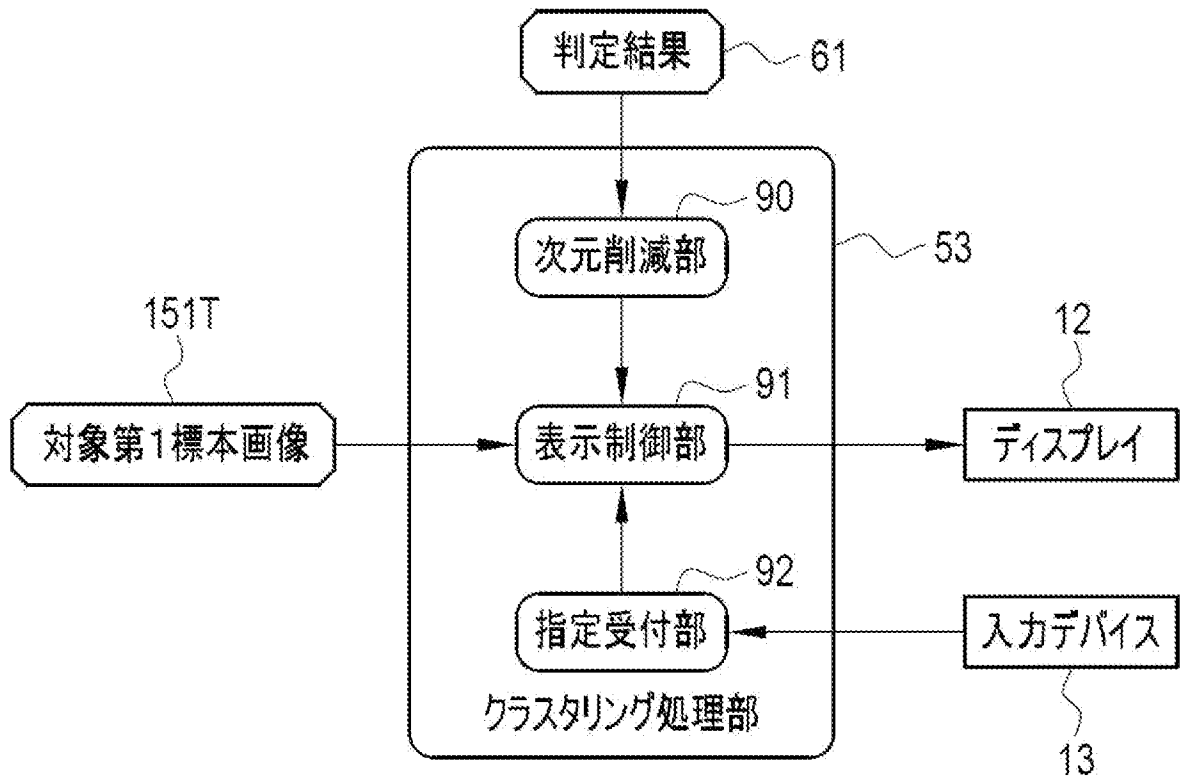 判定結果
61
90
次元削減部
53
151T
12
91
対象第1標本画像
表示制御部
ディスプレイ
92
指定受付部
入力デバイス
クラスタリング処理部
13